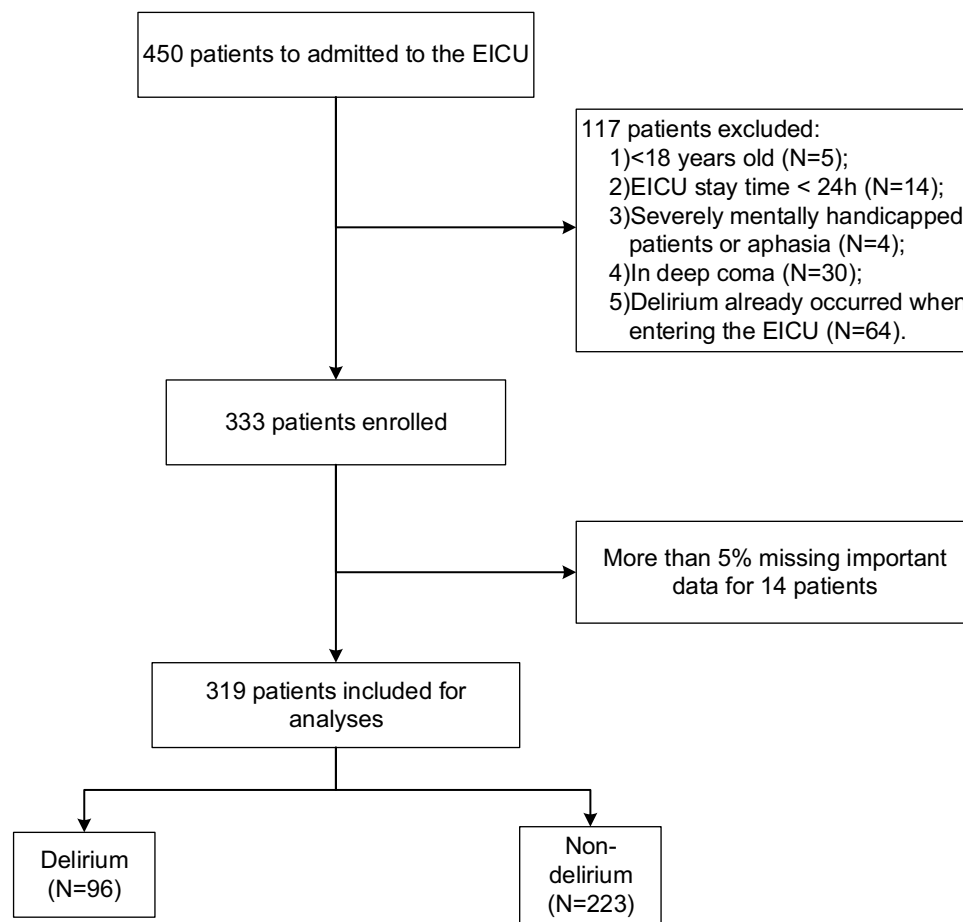 450 patients to admitted to the EICU
117 patients excluded:
1)<18 years old (N=5);
2)EICU stay time < 24h (N=14);
3)Severely mentally handicapped
patients or aphasia (N=4);
4)In deep coma (N=30);
5)Delirium already occurred when
entering the EICU (N=64).
333 patients enrolled
More than 5% missing important
data for 14 patients
319 patients included for
analyses
Delirium
(N=96)
Non-
delirium
(N=223)